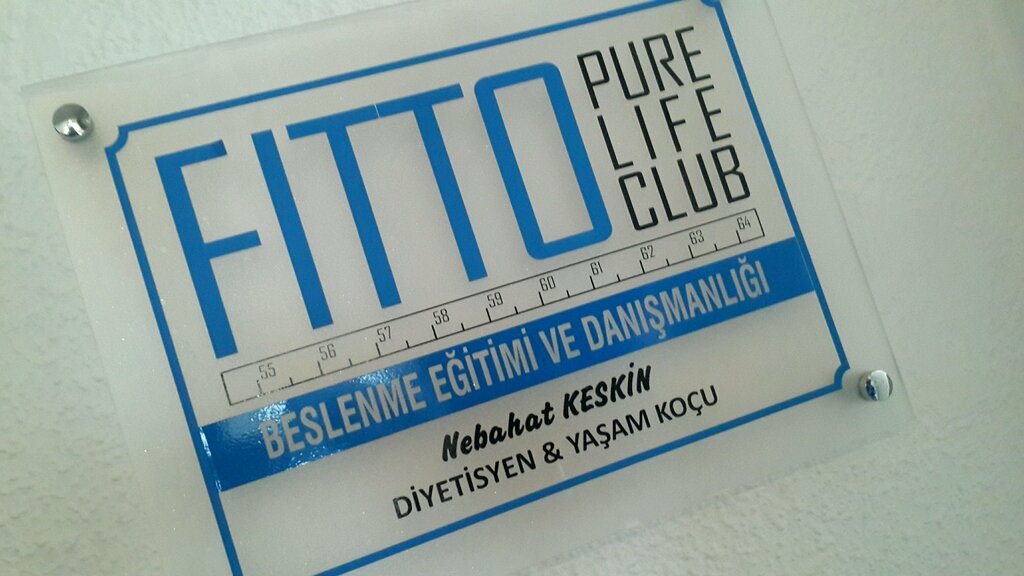 FITTO
PURE
LIFE
CLUB
55 56 57 58 59 60 61 62 63 64
BESLENME EĞİTİMİ VE DANIŞMANLIĞI
Nebahat KESKİN
DİYETİSYEN & YAŞAM KOÇU